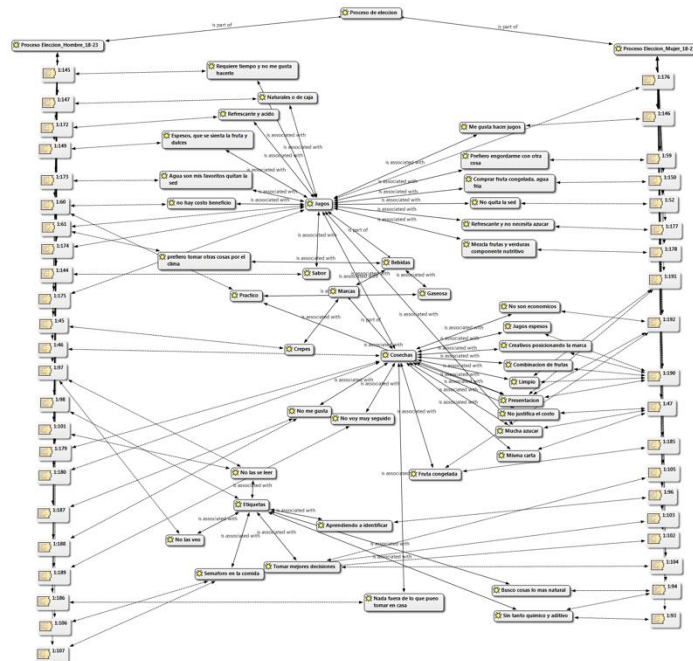 Proceso de eleccion
is part of
is part of
Proceso Eleccion_Hombre_18-23
Proceso Eleccion_Mujer_18-2
1:145
Requiere tiempo y no me gusta
hacerlo
1:176
1:147
Naturales o de caja
1:146
1:172
Refrescante y acido
Me gusta hacer jugos
is associated with
1:149
Espesos, que se sienta la fruta y
dulces
is associated with
Prefiero engordarme con otra
cosa
1:59
1:173
Agua son mis favoritos quitan la
sed
Comprar fruta congelada, agua
fria
1:150
1:60
no hay costo beneficio
Jugos
No quita la sed
1:52
1:61
Refrescante y no necesita azucar
1:177
1:174
Mezcla frutas y verduras
componente nutritivo
1:178
prefiero tomar otras cosas por el
clima
Bebidas
is part of
1:144
Sabor
1:191
1:175
Practico
Marcas
Gaseosa
No son economicos
1:45
is part of
Jugos espesos
1:192
1:46
Crepes
Cosechas
Creativos posicionando la marca
1:97
Combinacion de frutas
1:190
1:98
Limpio
Presentacion
1:47
1:101
No me gusta
No voy muy seguido
No justifica el costo
1:179
Mucha azucar
1:185
1:180
Misma carta
No las se leer
Fruta congelada
1:105
1:187
Etiquetas
1:96
1:188
No las veo
Aprendiendo a identificar
1:103
1:102
1:189
Semaforo en la comida
Tomar mejores decisiones
1:104
1:186
Nada fuera de lo que pueo
tomar en casa
Busco cosas lo mas natural
1:94
1:106
Sin tanto quimico y aditivo
1:93
1:107